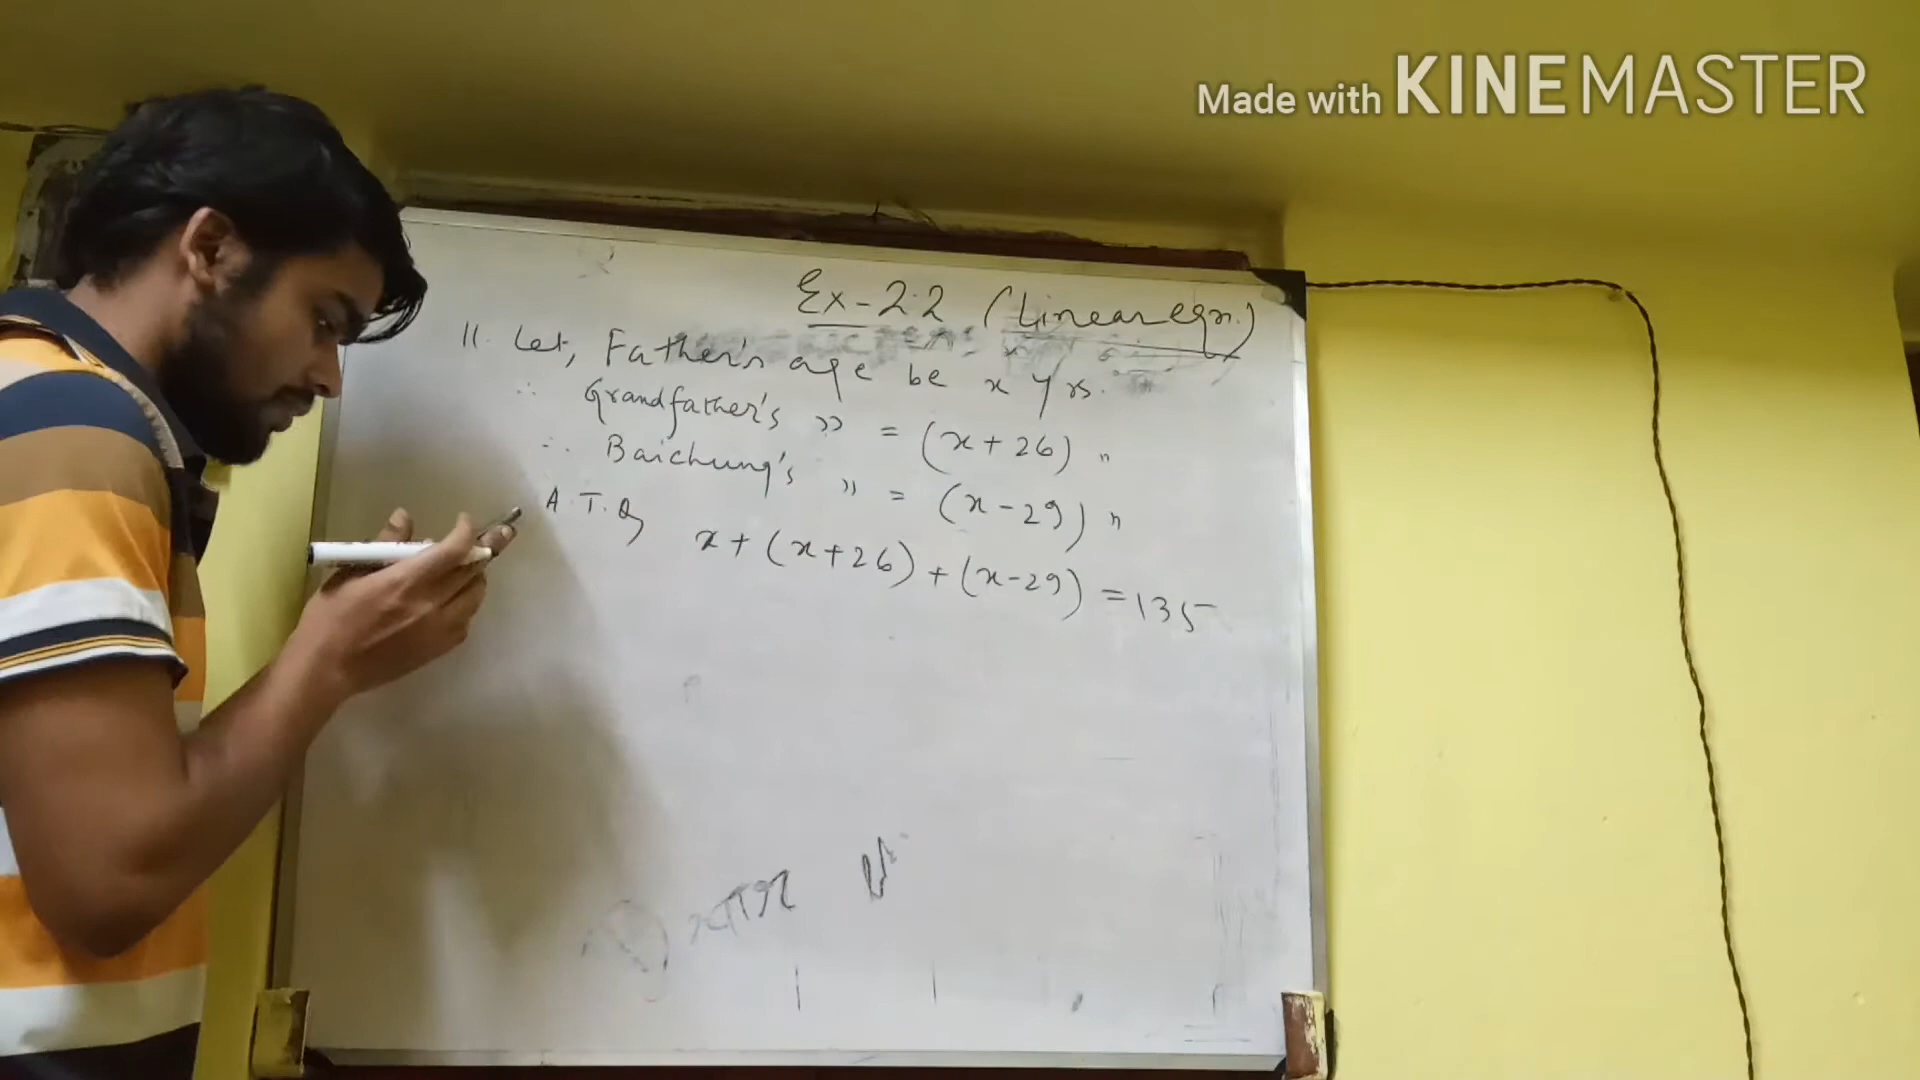 Made with KINEMASTER
Ex-2.2 (Linear eqn.)
11. Let, Father's age be x yrs.
∴ Grandfather's " = (x+26) "
∴ Baichung's " = (x-29) "
A.T.Q x+(x+26)+(x-29)=135